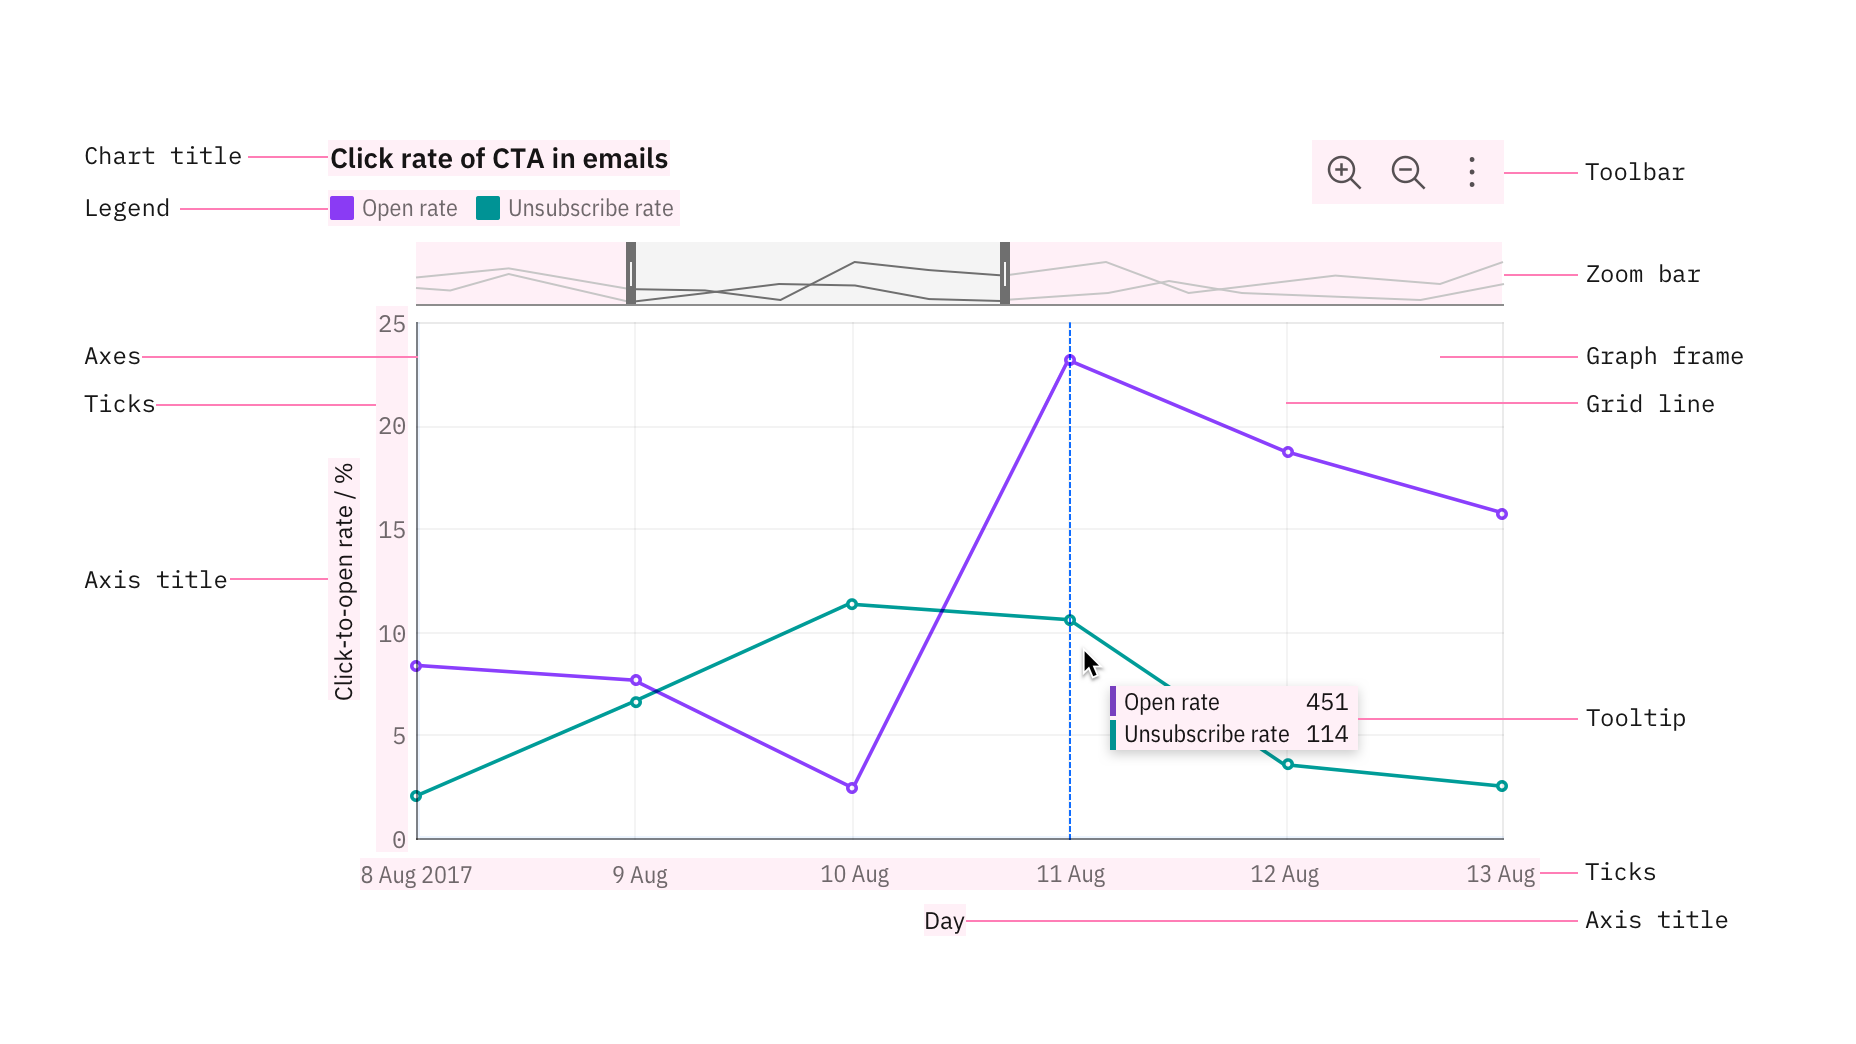 Chart title
Click rate of CTA in emails
Toolbar
Legend
Open rate
Unsubscribe rate
Zoom bar
25
Axes
Graph frame
Ticks
Grid line
20
Click-to-open rate / %
15
Axis title
10
Open rate 451
Tooltip
Unsubscribe rate 114
5
0
8 Aug 2017
9 Aug
10 Aug
11 Aug
12 Aug
13 Aug
Ticks
Day
Axis title